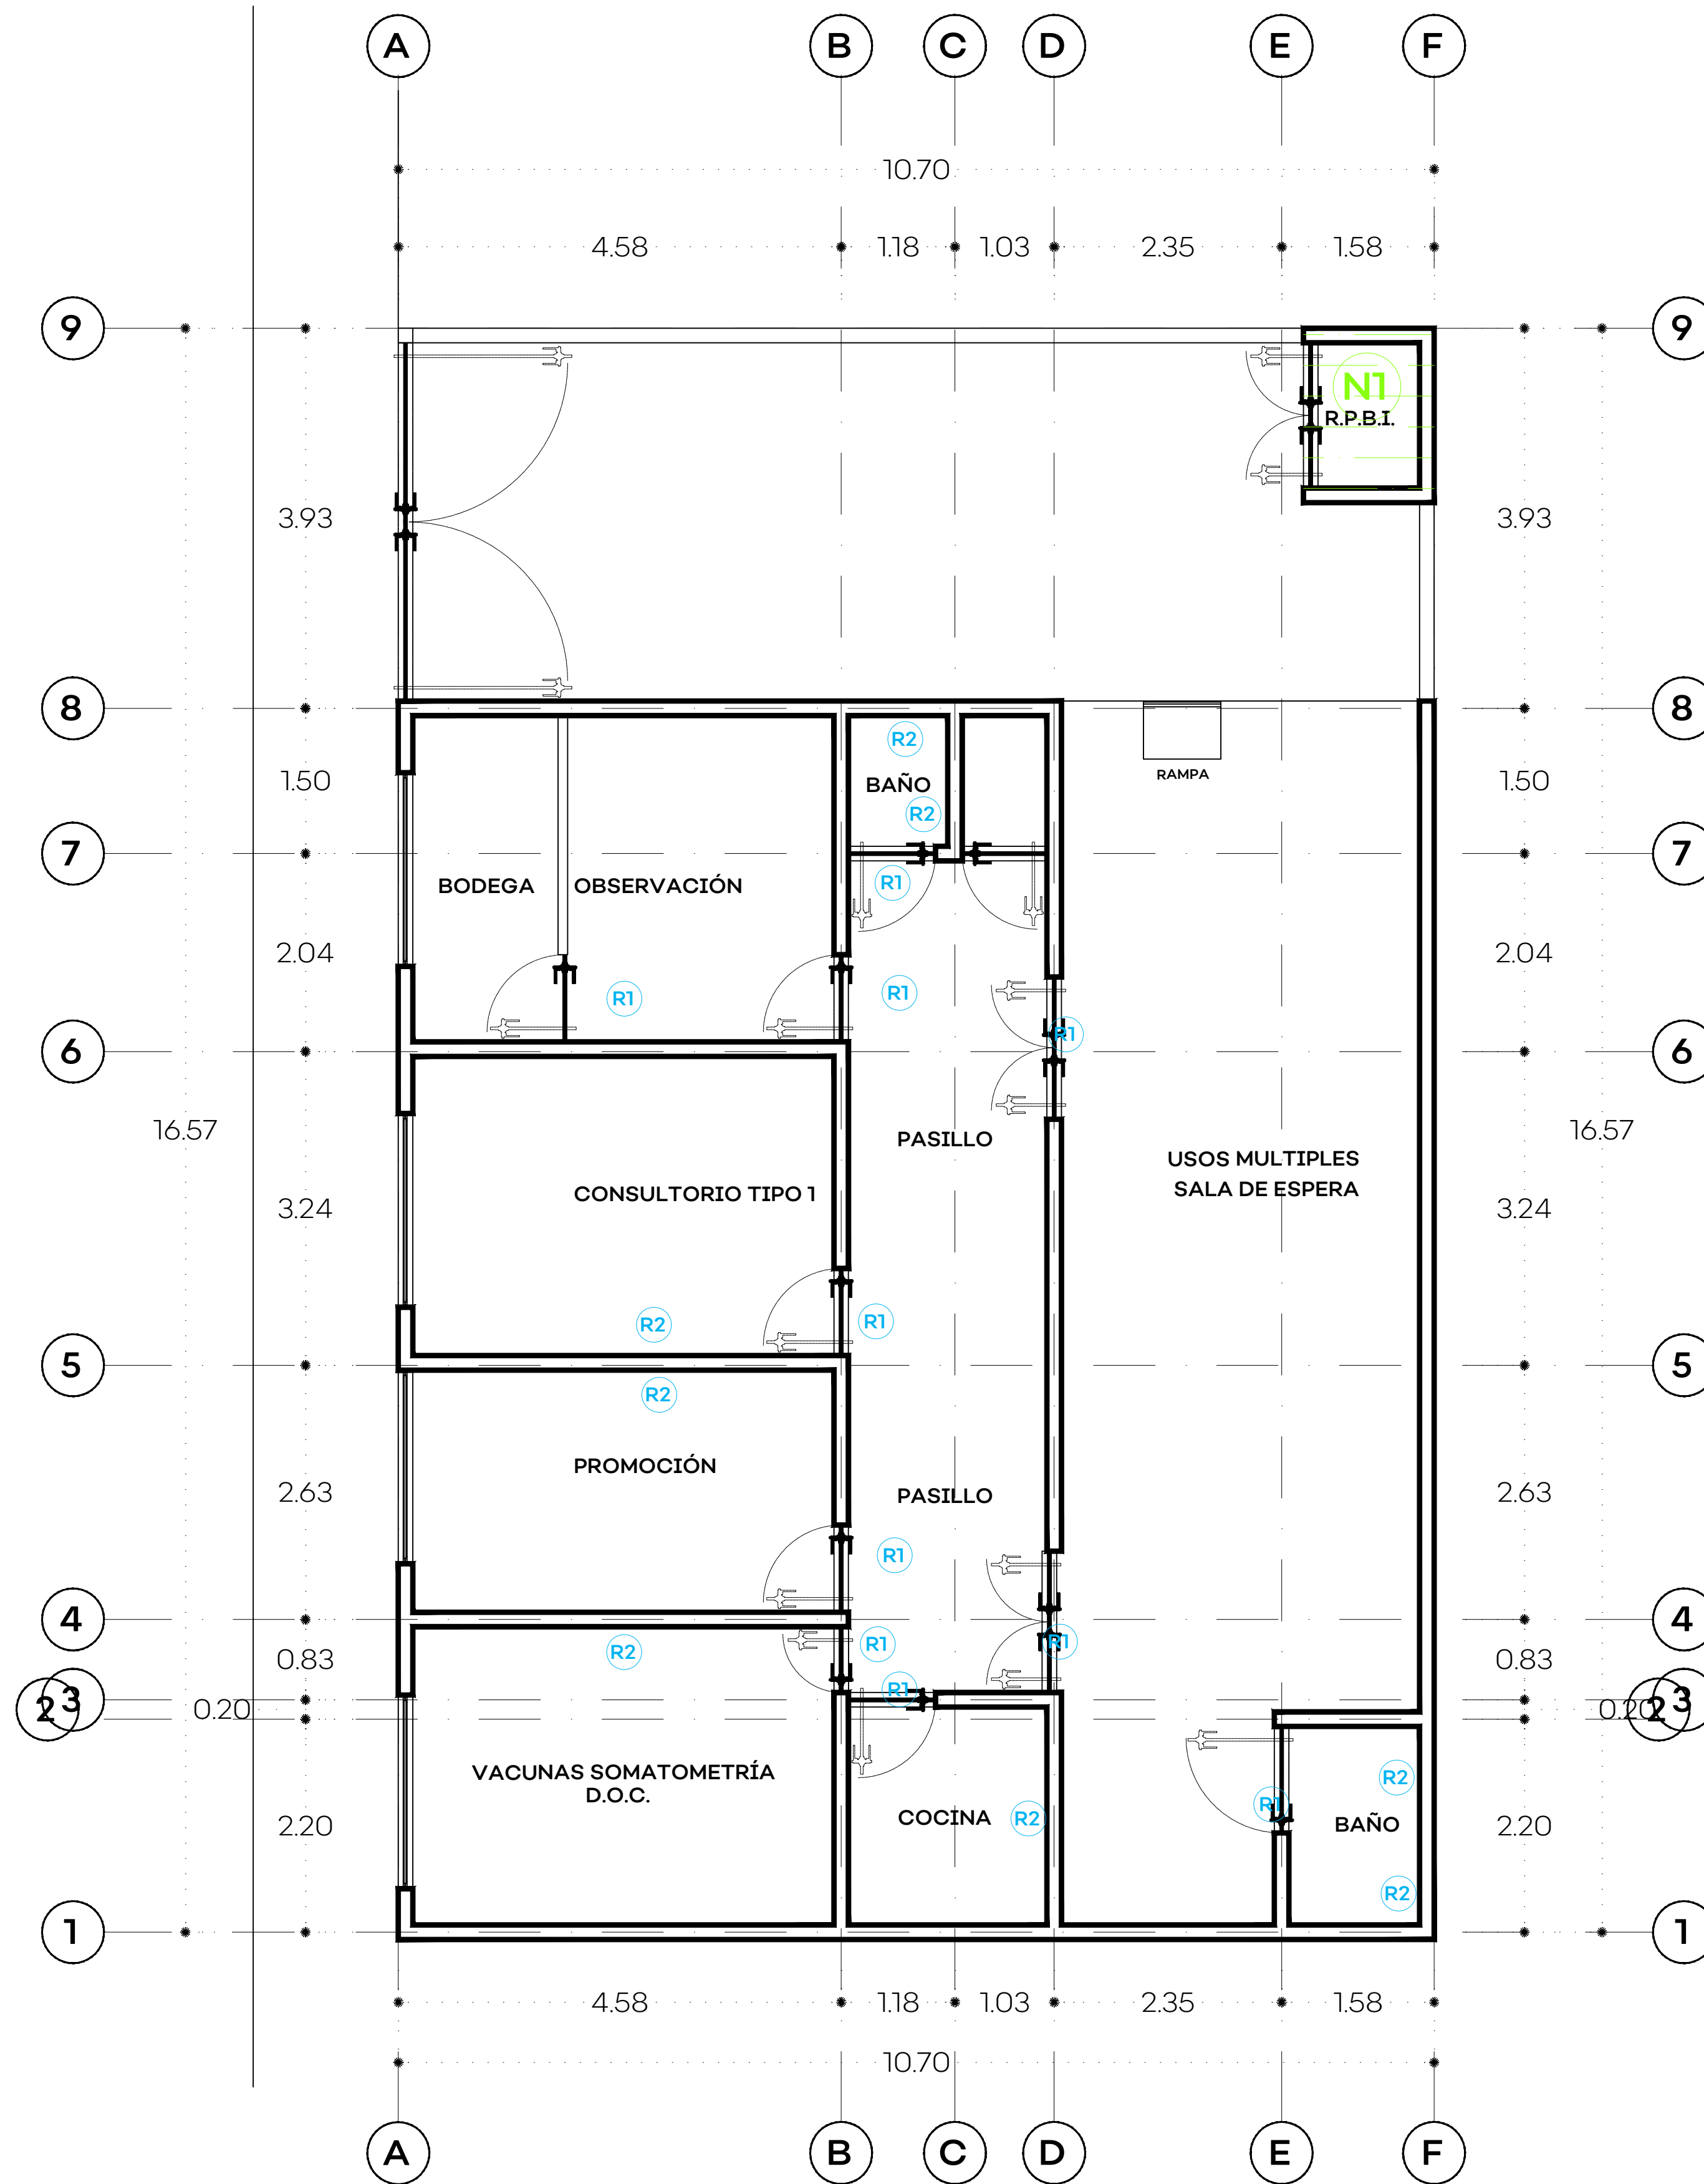 A B C D E F
10.70
4.58 1.18 1.03 2.35 1.58
9 9
N1
R.P.B.I.
3.93 3.93
8 8
R2
RAMPA
1.50 BAÑO 1.50
R2
7 7
R1
BODEGA OBSERVACIÓN
2.04 2.04
R1 R1
R1
6 6
16.57 16.57
PASILLO
USOS MULTIPLES
SALA DE ESPERA
CONSULTORIO TIPO 1
3.24 3.24
R2 R1
5 5
R2
PROMOCIÓN
2.63 PASILLO 2.63
R1
4 4
R2 R1 R1
0.83 0.83
R1
3 3
2 0.20 0.20 2
VACUNAS SOMATOMETRÍA
D.O.C.
R2
R1
COCINA R2 BAÑO
2.20 2.20
R2
1 1
4.58 1.18 1.03 2.35 1.58
10.70
A B C D E F